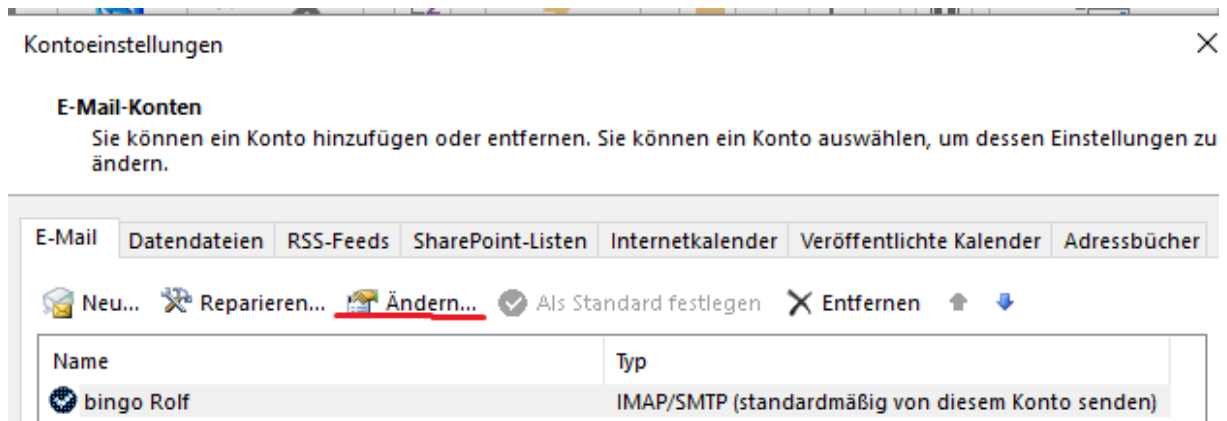 Kontoeinstellungen
E-Mail-Konten
Sie können ein Konto hinzufügen oder entfernen. Sie können ein Konto auswählen, um dessen Einstellungen zu
ändern.
E-Mail Datendateien RSS-Feeds SharePoint-Listen Internetkalender Veröffentlichte Kalender Adressbücher
Neu... Reparieren... Ändern... Als Standard festlegen Entfernen
Name Typ
bingo Rolf IMAP/SMTP (standardmäßig von diesem Konto senden)